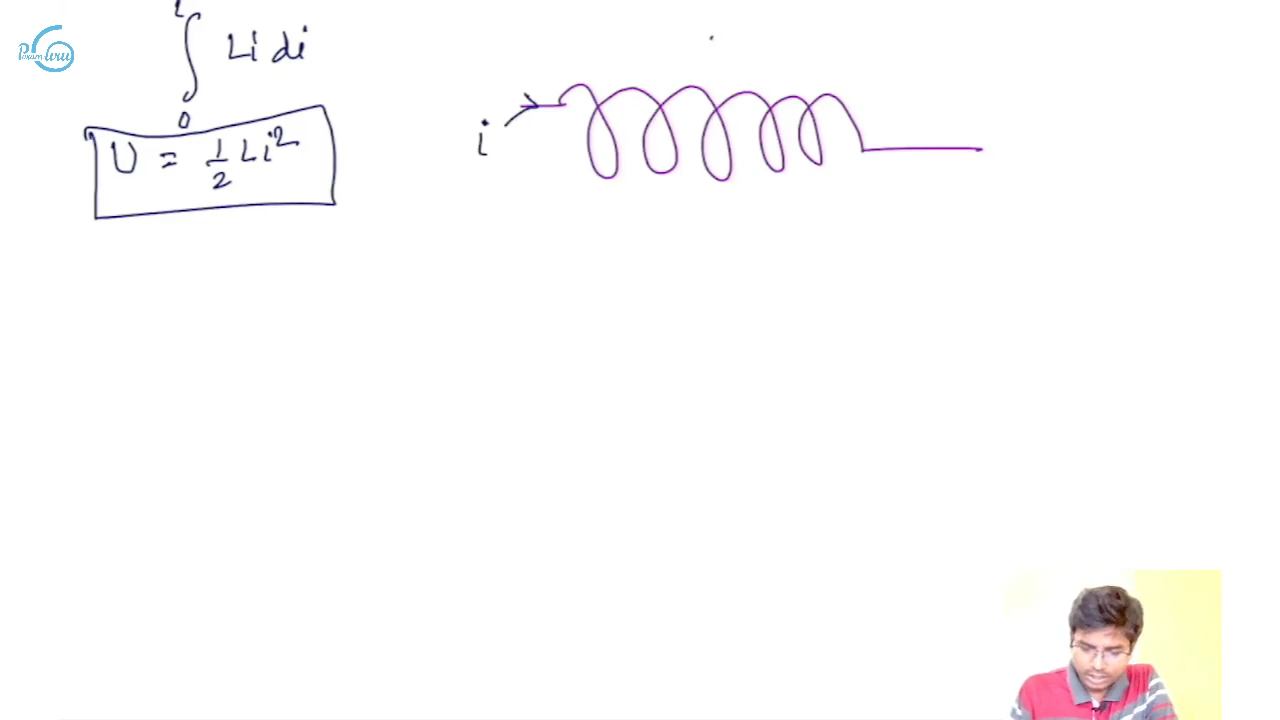 i
∫ Li di
0
U = 1/2 Li²
i